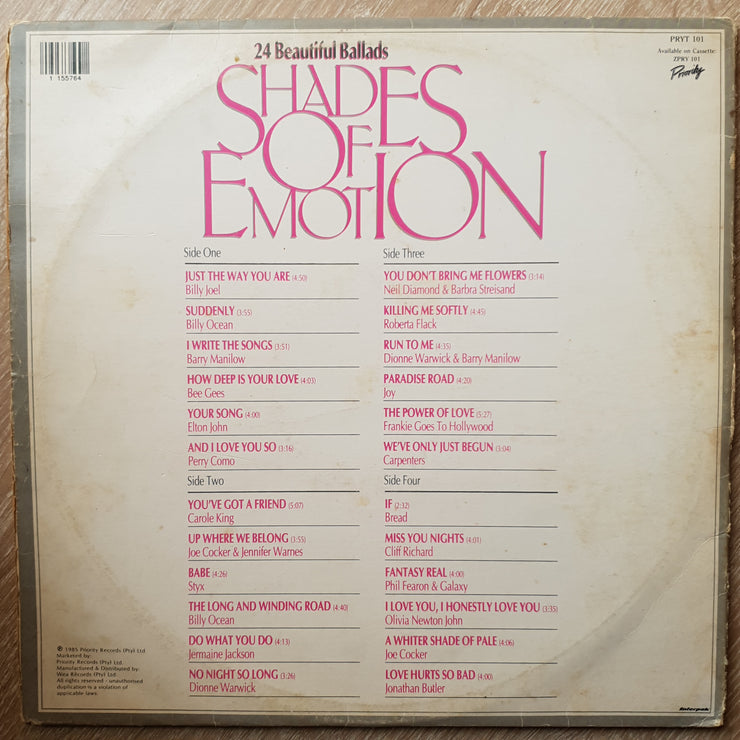 1 155764
24 Beautiful Ballads
SHADES
OF
EMOTION
PRYT 101
Available on Cassette:
ZPRY 101
Priority
Side One
JUST THE WAY YOU ARE (4:50)
Billy Joel
SUDDENLY (3:55)
Billy Ocean
I WRITE THE SONGS (3:51)
Barry Manilow
HOW DEEP IS YOUR LOVE (4:03)
Bee Gees
YOUR SONG (4:00)
Elton John
AND I LOVE YOU SO (3:16)
Perry Como
Side Two
YOU'VE GOT A FRIEND (5:07)
Carole King
UP WHERE WE BELONG (3:55)
Joe Cocker & Jennifer Warnes
BABE (4:26)
Styx
THE LONG AND WINDING ROAD (4.40)
Billy Ocean
DO WHAT YOU DO (4:13)
Jermaine Jackson
NO NIGHT SO LONG (3:26)
Dionne Warwick
Side Three
YOU DON'T BRING ME FLOWERS (3:14)
Neil Diamond & Barbra Streisand
KILLING ME SOFTLY (4:45)
Roberta Flack
RUN TO ME (4:35)
Dionne Warwick & Barry Manilow
PARADISE ROAD (4:20)
Joy
THE POWER OF LOVE (5:27)
Frankie Goes To Hollywood
WE'VE ONLY JUST BEGUN (3:04)
Carpenters
Side Four
IF (2:32)
Bread
MISS YOU NIGHTS (4:01)
Cliff Richard
FANTASY REAL (4:00)
Phil Fearon & Galaxy
I LOVE YOU, I HONESTLY LOVE YOU (3:35)
Olivia Newton John
A WHITER SHADE OF PALE (4:06)
Joe Cocker
LOVE HURTS SO BAD (4:00)
Jonathan Butler
℗ © 1985 Priority Records (Pty) Ltd
Marketed by:
Priority Records (Pty) Ltd.
Manufactured & Distributed by:
Wea Records (Pty) Ltd.
All rights reserved - unauthorised
duplication is a violation of
applicable laws.
Interpak